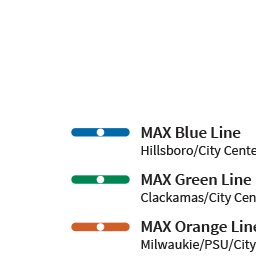 MAX Blue Line
Hillsboro/City Cente
MAX Green Line
Clackamas/City Cen
MAX Orange Line
Milwaukie/PSU/City